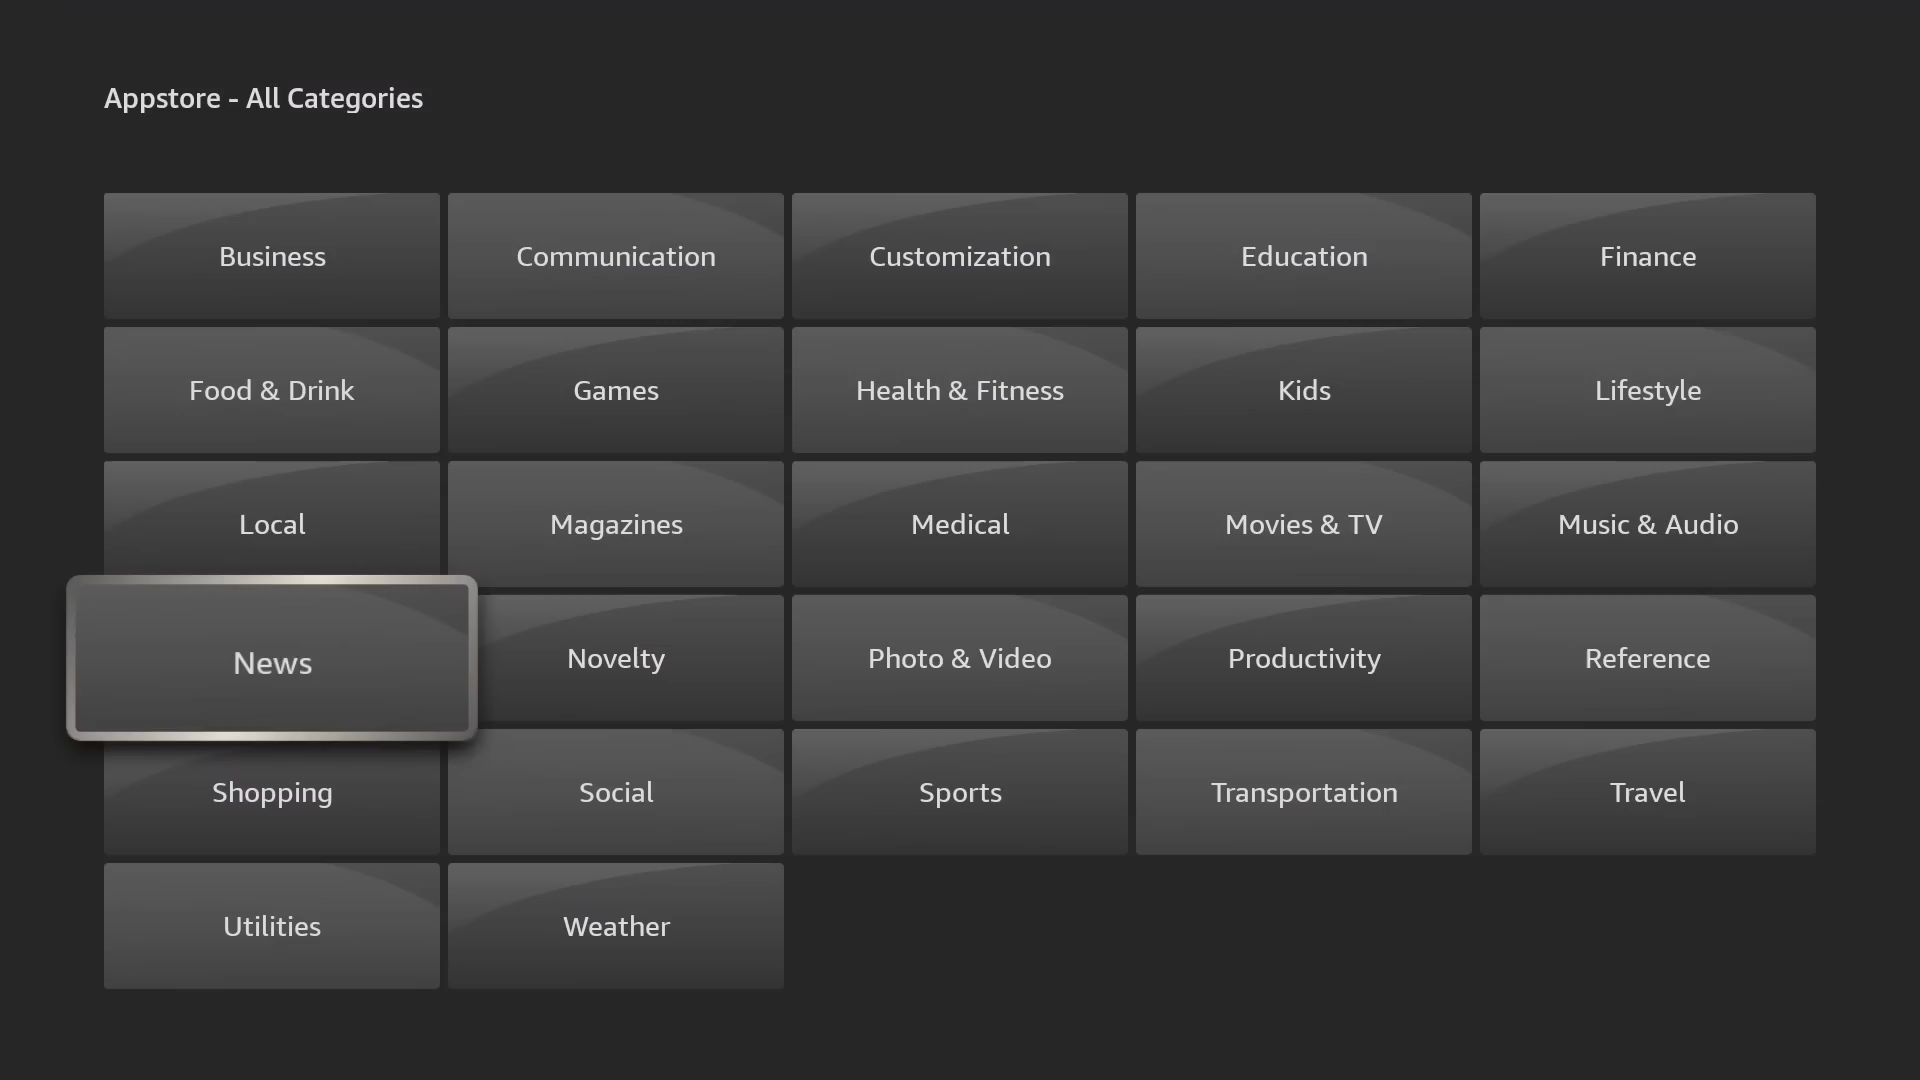 Appstore - All Categories
Business
Communication
Customization
Education
Finance
Food & Drink
Games
Health & Fitness
Kids
Lifestyle
Local
Magazines
Medical
Movies & TV
Music & Audio
News
Novelty
Photo & Video
Productivity
Reference
Shopping
Social
Sports
Transportation
Travel
Utilities
Weather